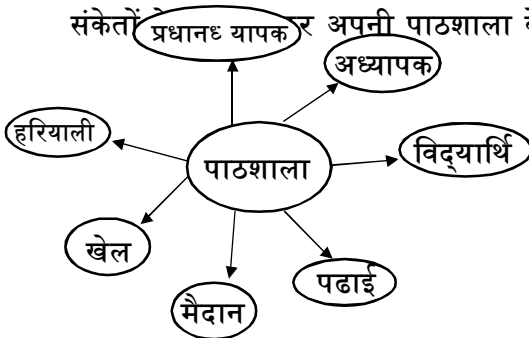 संकेतों र अपनी पाठशाला
प्रधानध्‍ यापक
अध्यापक
हरियाली
विद्‌यार्थि
पाठशाला
खेल
पढाई
मैदान